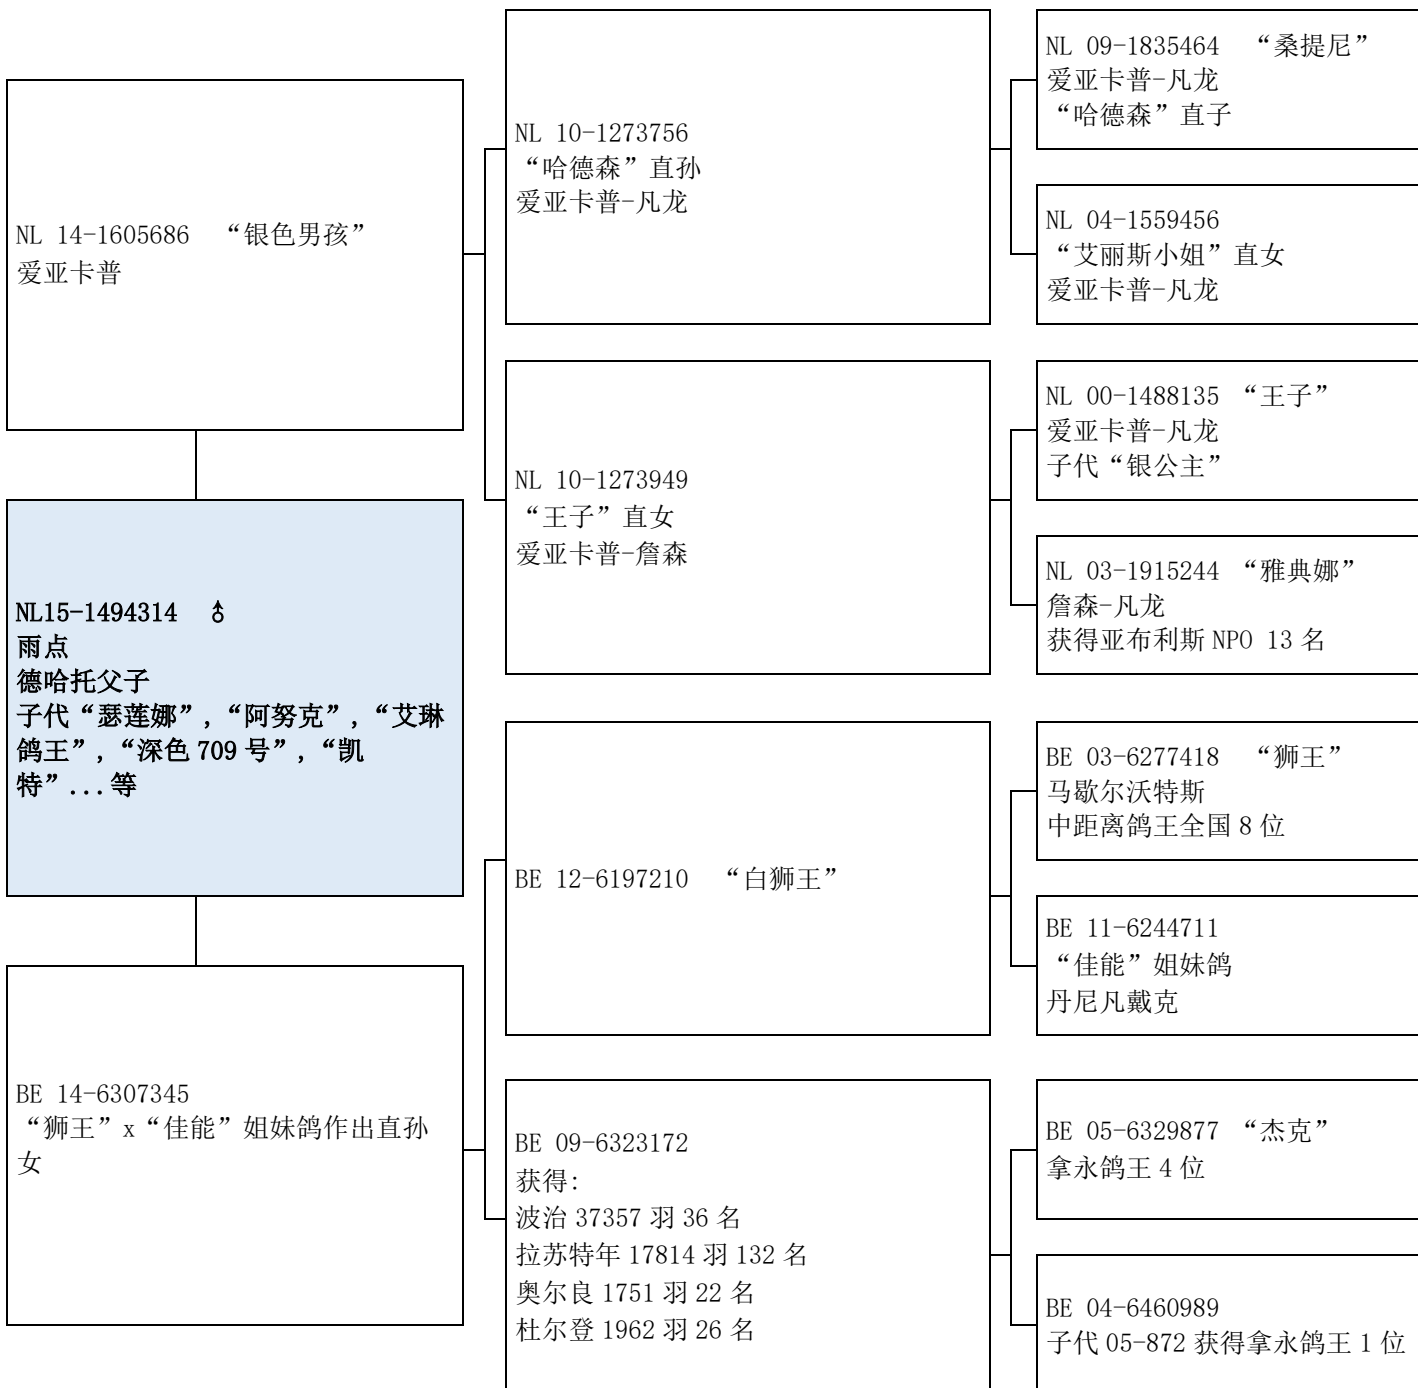 NL 14-1605686 “银色男孩”
爱亚卡普
NL15-1494314 ♂
雨点
德哈托父子
子代“瑟莲娜”,“阿努克”,“艾琳
鸽王”,“深色 709 号”,“凯
特”...等
BE 14-6307345
“狮王”x“佳能”姐妹鸽作出直孙
女
NL 10-1273756
“哈德森”直孙
爱亚卡普-凡龙
NL 10-1273949
“王子”直女
爱亚卡普-詹森
BE 12-6197210 “白狮王”
BE 09-6323172
获得:
波治 37357 羽 36 名
拉苏特年 17814 羽 132 名
奥尔良 1751 羽 22 名
杜尔登 1962 羽 26 名
NL 09-1835464 “桑提尼”
爱亚卡普-凡龙
“哈德森”直子
NL 04-1559456
“艾丽斯小姐”直女
爱亚卡普-凡龙
NL 00-1488135 “王子”
爱亚卡普-凡龙
子代“银公主”
NL 03-1915244 “雅典娜”
詹森-凡龙
获得亚布利斯 NPO 13 名
BE 03-6277418 “狮王”
马歇尔沃特斯
中距离鸽王全国 8 位
BE 11-6244711
“佳能”姐妹鸽
丹尼凡戴克
BE 05-6329877 “杰克”
拿永鸽王 4 位
BE 04-6460989
子代 05-872 获得拿永鸽王 1 位